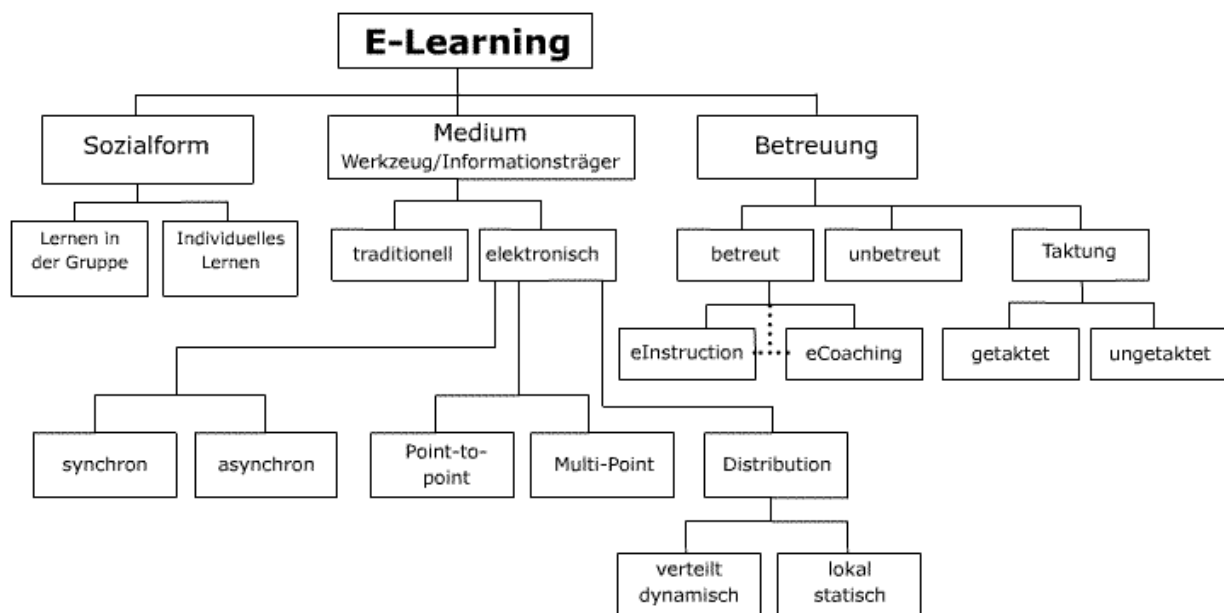 E-Learning
Sozialform
Medium
Werkzeug/Informationsträger
Betreuung
Lernen in
der Gruppe
Individuelles
Lernen
traditionell
elektronisch
betreut
unbetreut
Taktung
eInstruction
eCoaching
getaktet
ungetaktet
synchron
asynchron
Point-to-
point
Multi-Point
Distribution
verteilt
dynamisch
lokal
statisch